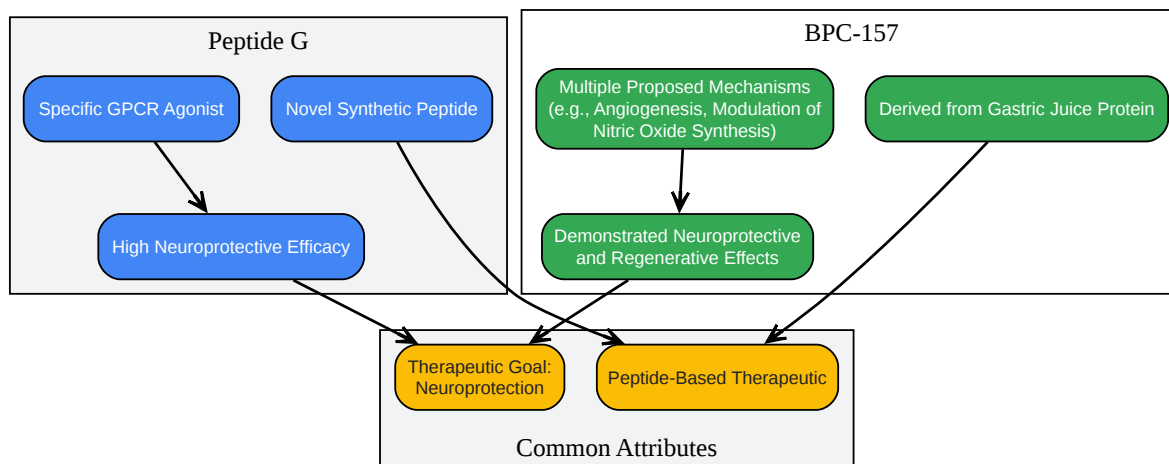 Peptide G
BPC-157
Specific GPCR Agonist
Novel Synthetic Peptide
Multiple Proposed Mechanisms
(e.g., Angiogenesis, Modulation of
Nitric Oxide Synthesis)
Derived from Gastric Juice Protein
High Neuroprotective Efficacy
Demonstrated Neuroprotective
and Regenerative Effects
Therapeutic Goal:
Neuroprotection
Peptide-Based Therapeutic
Common Attributes